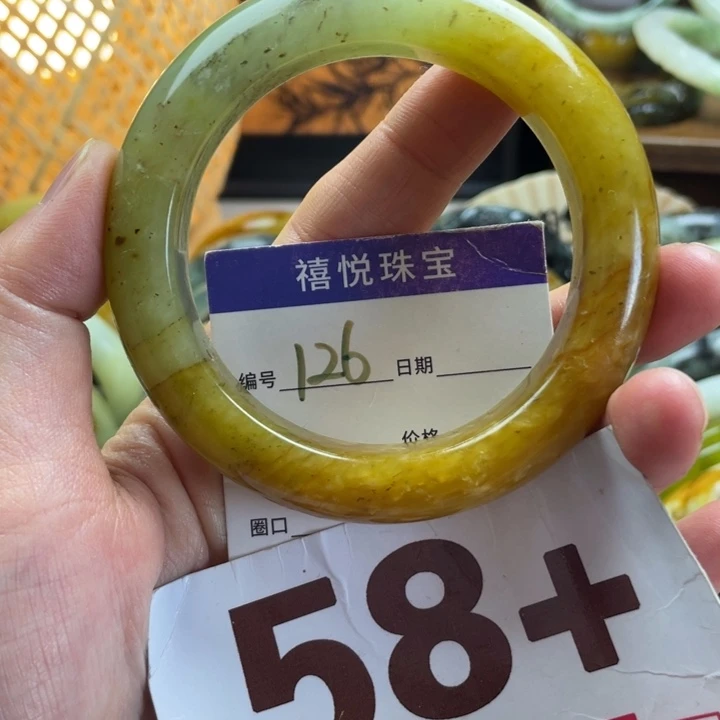 禧悦珠宝
编号 126 日期
价格
圈口
58+